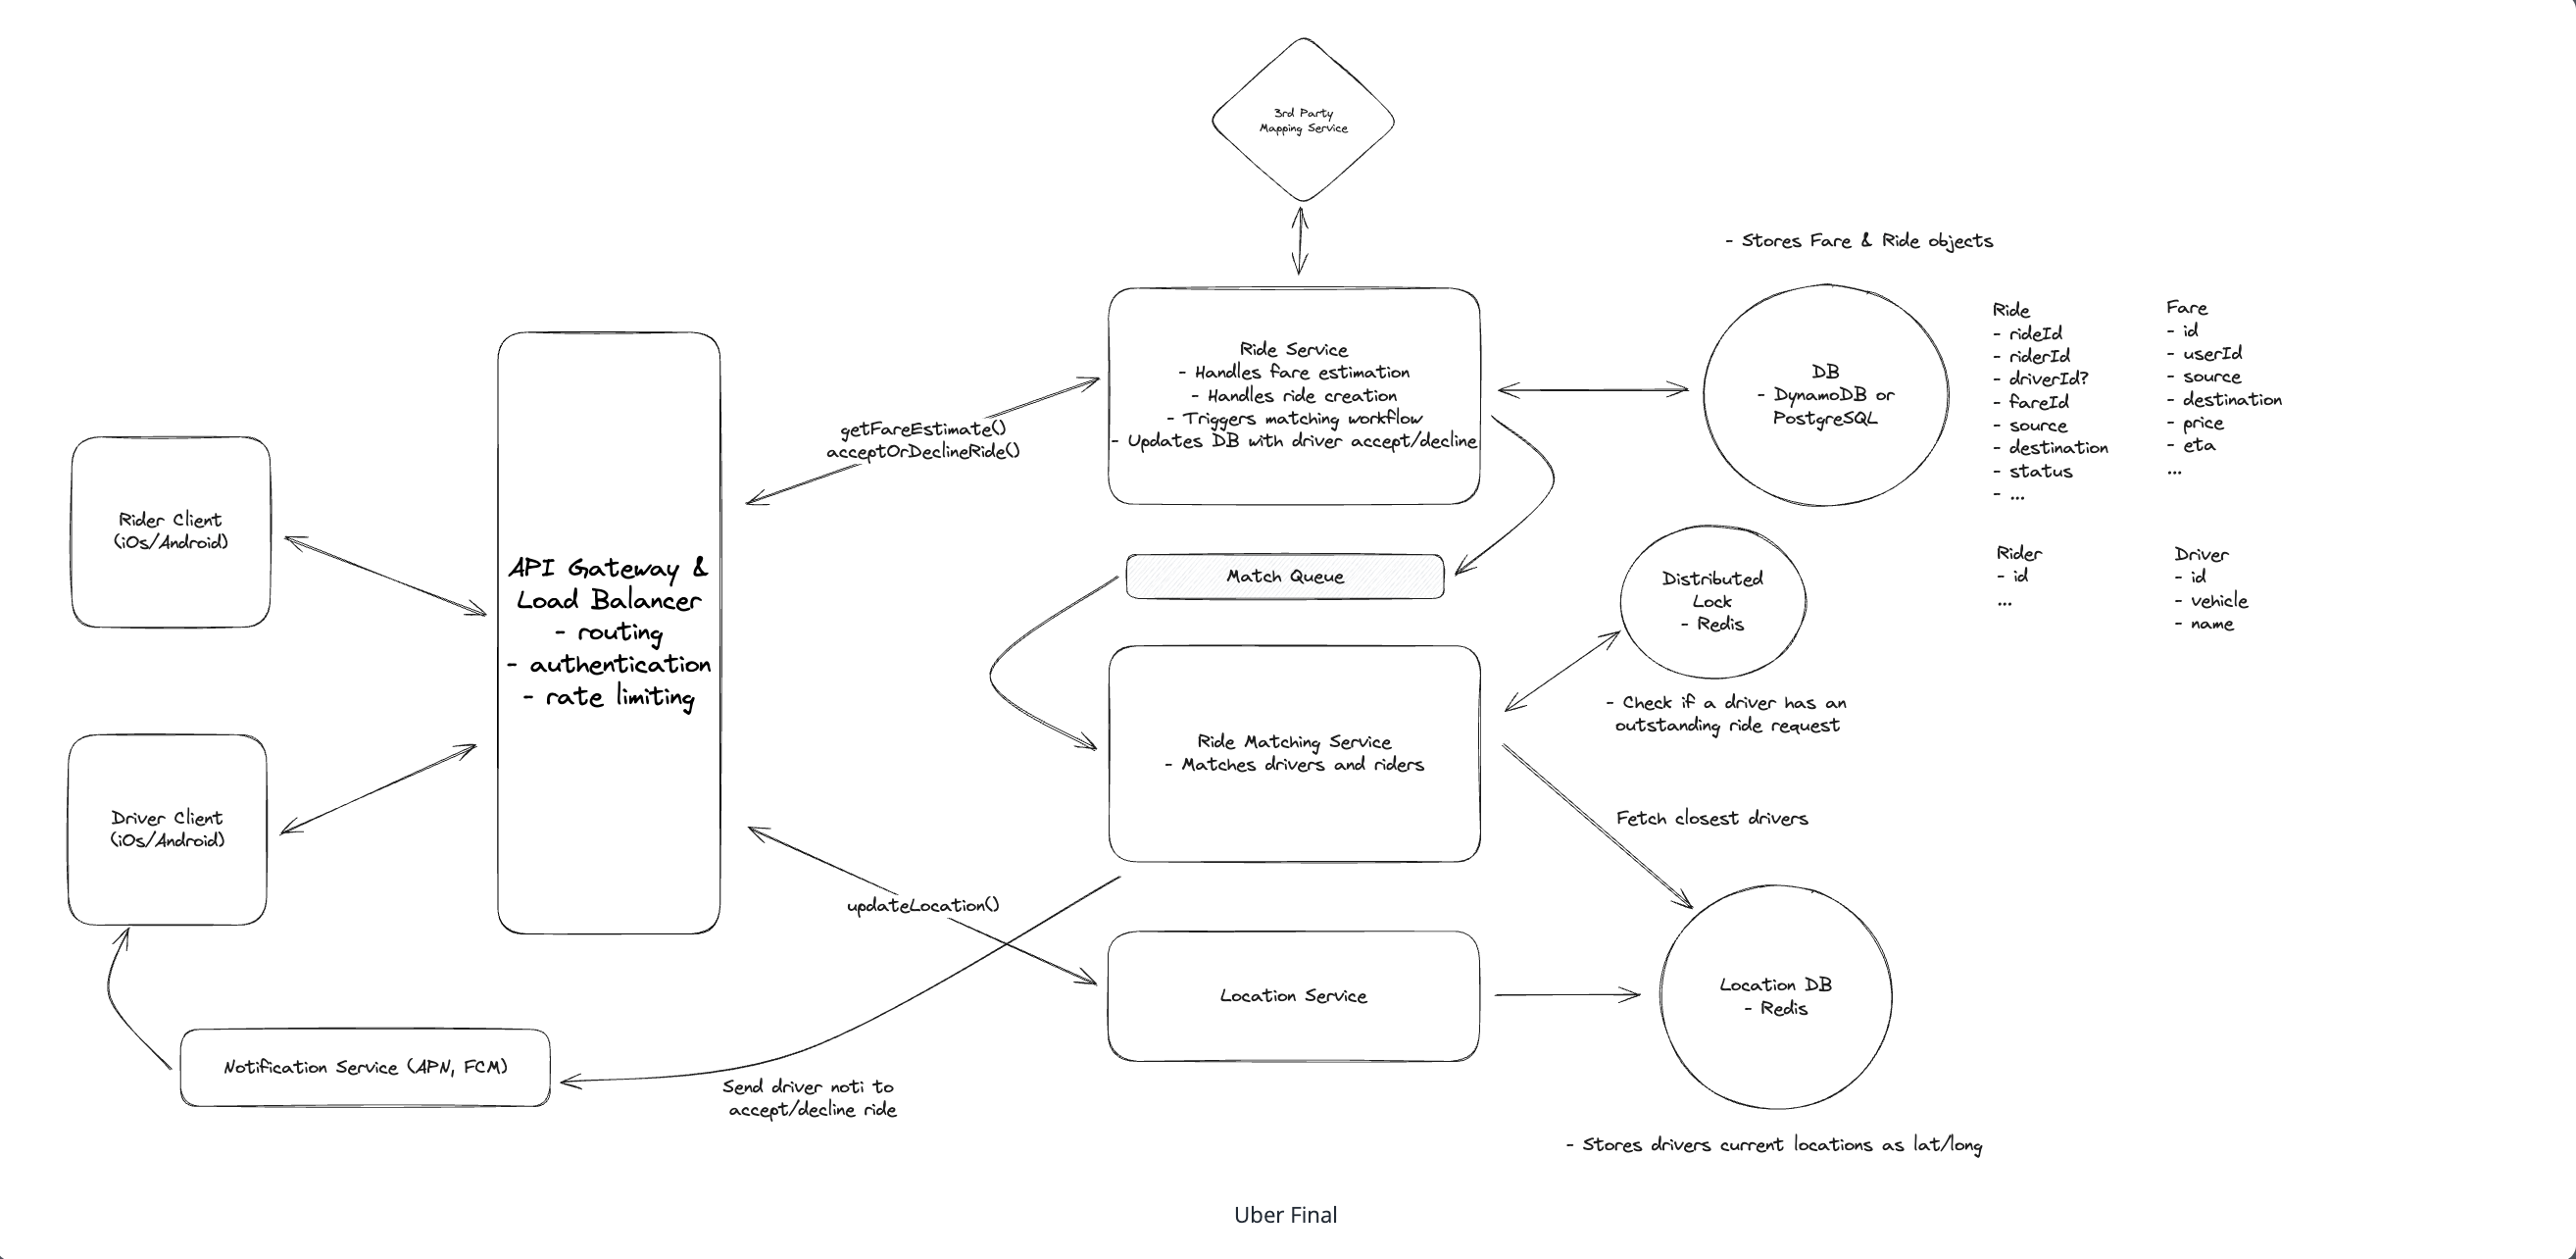 3rd Party
Mapping Service
- Stores Fare & Ride objects
Ride Service
- Handles fare estimation
- Handles ride creation
- Triggers matching workflow
- Updates DB with driver accept/decline
DB
- DynamoDB or
PostgreSQL
Ride
- rideId
- riderId
- driverId?
- fareId
- source
- destination
- status
- ...
Fare
- id
- userId
- source
- destination
- price
- eta
...
getFareEstimate()
acceptOrDeclineRide()
Rider Client
(iOs/Android)
API Gateway &
Load Balancer
- routing
- authentication
- rate limiting
Match Queue
Distributed
Lock
- Redis
- Check if a driver has an
outstanding ride request
Rider
- id
...
Driver
- id
- vehicle
- name
Ride Matching Service
- Matches drivers and riders
Driver Client
(iOs/Android)
Fetch closest drivers
updateLocation()
Location Service
Location DB
- Redis
Notification Service (APN, FCM)
Send driver noti to
accept/decline ride
- Stores drivers current locations as lat/long
Uber Final